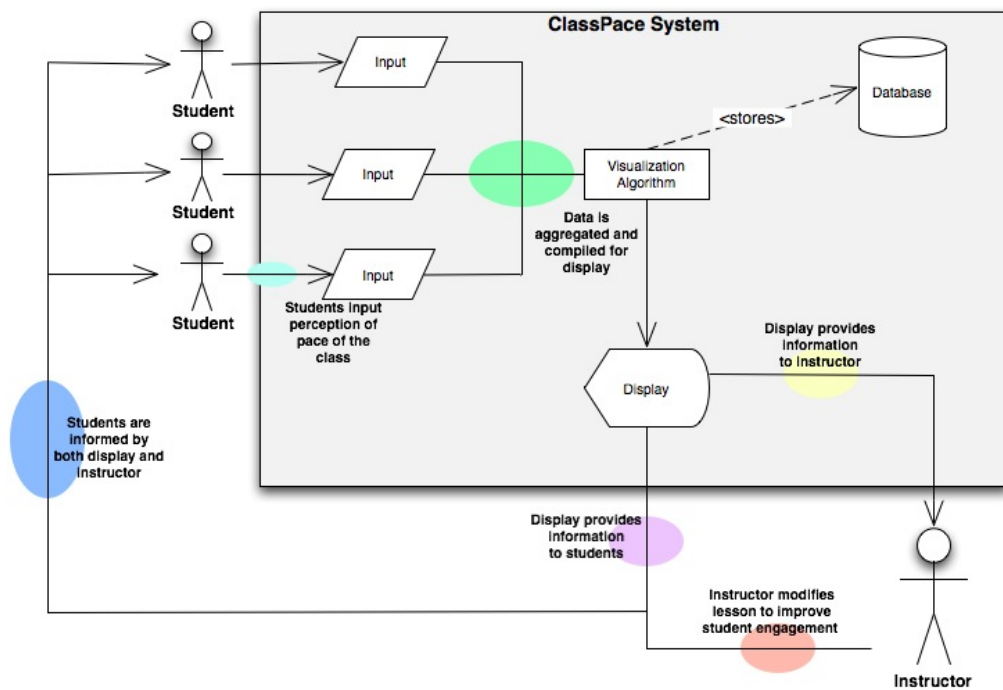 ClassPace System
Student
Input
Database
<stores>
Student
Input
Visualization
Algorithm
Data is
aggregated and
compiled for
display
Student
Input
Students input
perception of
pace of the
class
Display provides
information
to instructor
Display
Students are
informed by
both display and
instructor
Display provides
information
to students
Instructor modifies
lesson to improve
student engagement
Instructor